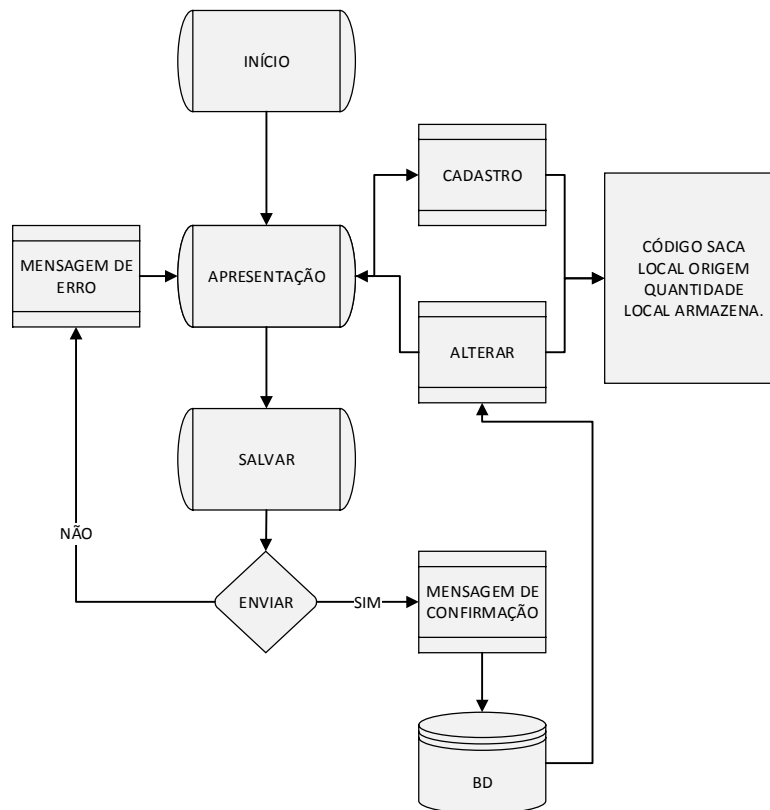 INÍCIO
CADASTRO
MENSAGEM DE
ERRO
APRESENTAÇÃO
CÓDIGO SACA
LOCAL ORIGEM
QUANTIDADE
LOCAL ARMAZENA.
ALTERAR
SALVAR
NÃO
ENVIAR
SIM
MENSAGEM DE
CONFIRMAÇÃO
BD